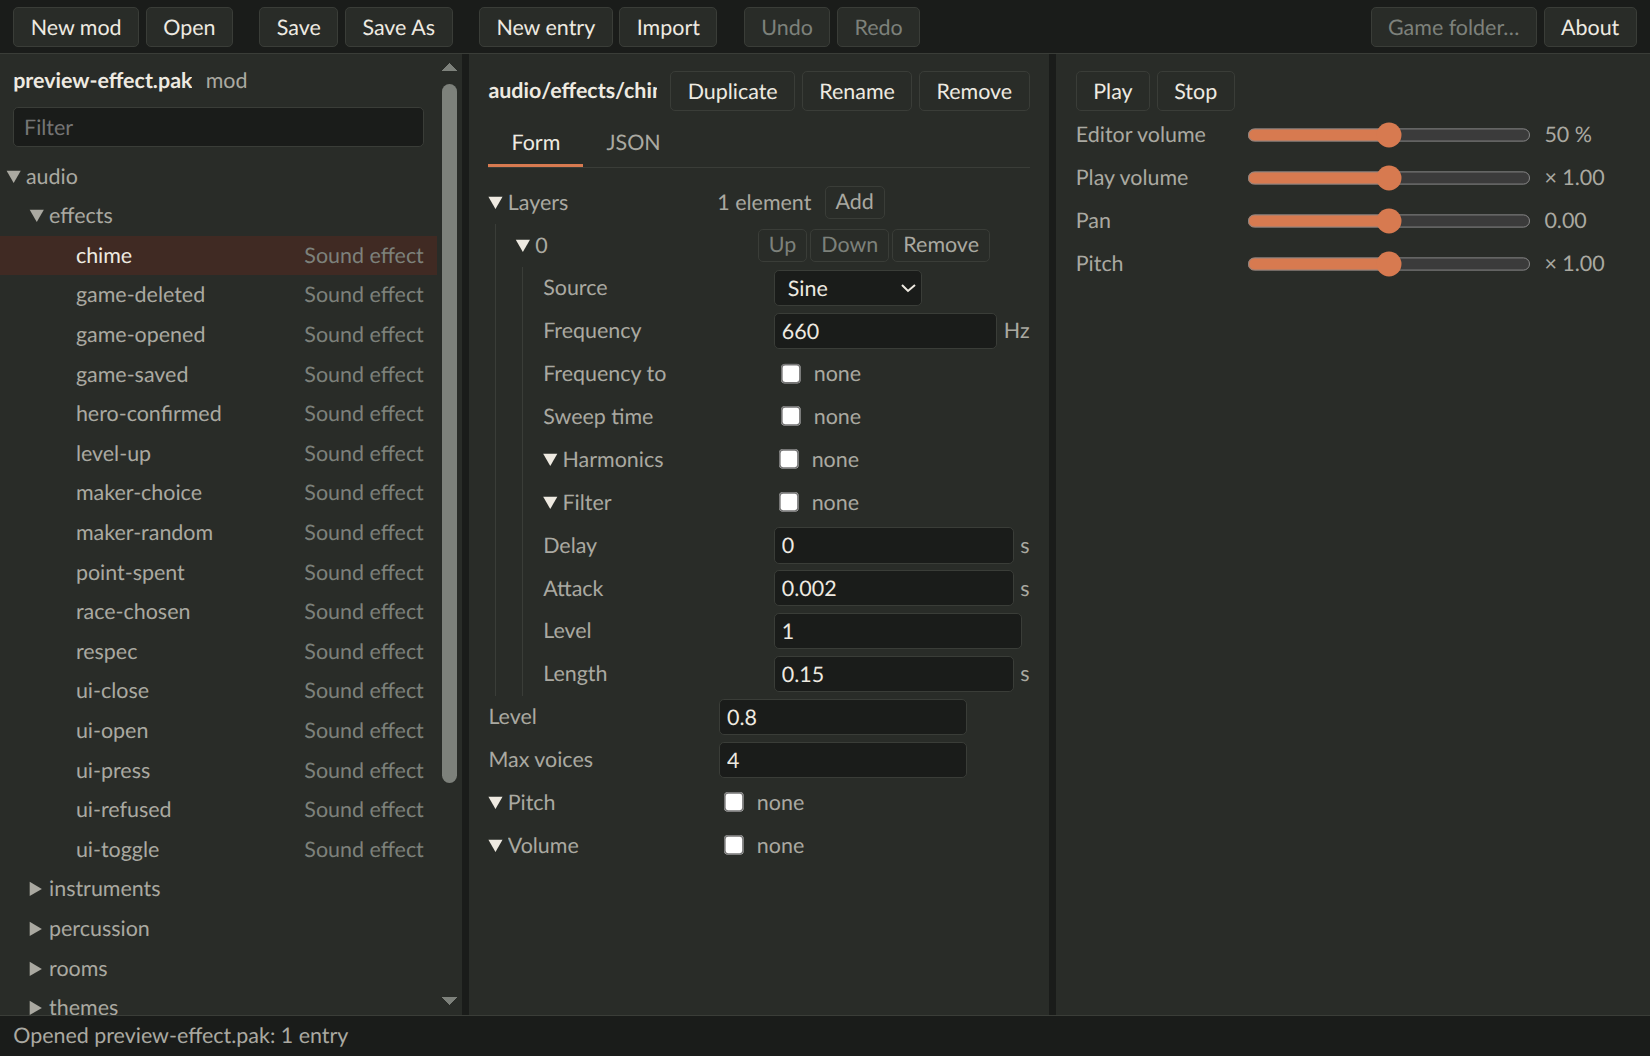 New mod Open Save Save As New entry Import Undo Redo Game folder... About
preview-effect.pak mod
Filter
audio
effects
chime Sound effect
game-deleted Sound effect
game-opened Sound effect
game-saved Sound effect
hero-confirmed Sound effect
level-up Sound effect
maker-choice Sound effect
maker-random Sound effect
point-spent Sound effect
race-chosen Sound effect
respec Sound effect
ui-close Sound effect
ui-open Sound effect
ui-press Sound effect
ui-refused Sound effect
ui-toggle Sound effect
instruments
percussion
rooms
themes
audio/effects/chin Duplicate Rename Remove
Form JSON
Layers 1 element Add
0 Up Down Remove
Source Sine
Frequency 660 Hz
Frequency to none
Sweep time none
Harmonics none
Filter none
Delay 0 s
Attack 0.002 s
Level 1
Length 0.15 s
Level 0.8
Max voices 4
Pitch none
Volume none
Play Stop
Editor volume 50 %
Play volume × 1.00
Pan 0.00
Pitch × 1.00
Opened preview-effect.pak: 1 entry